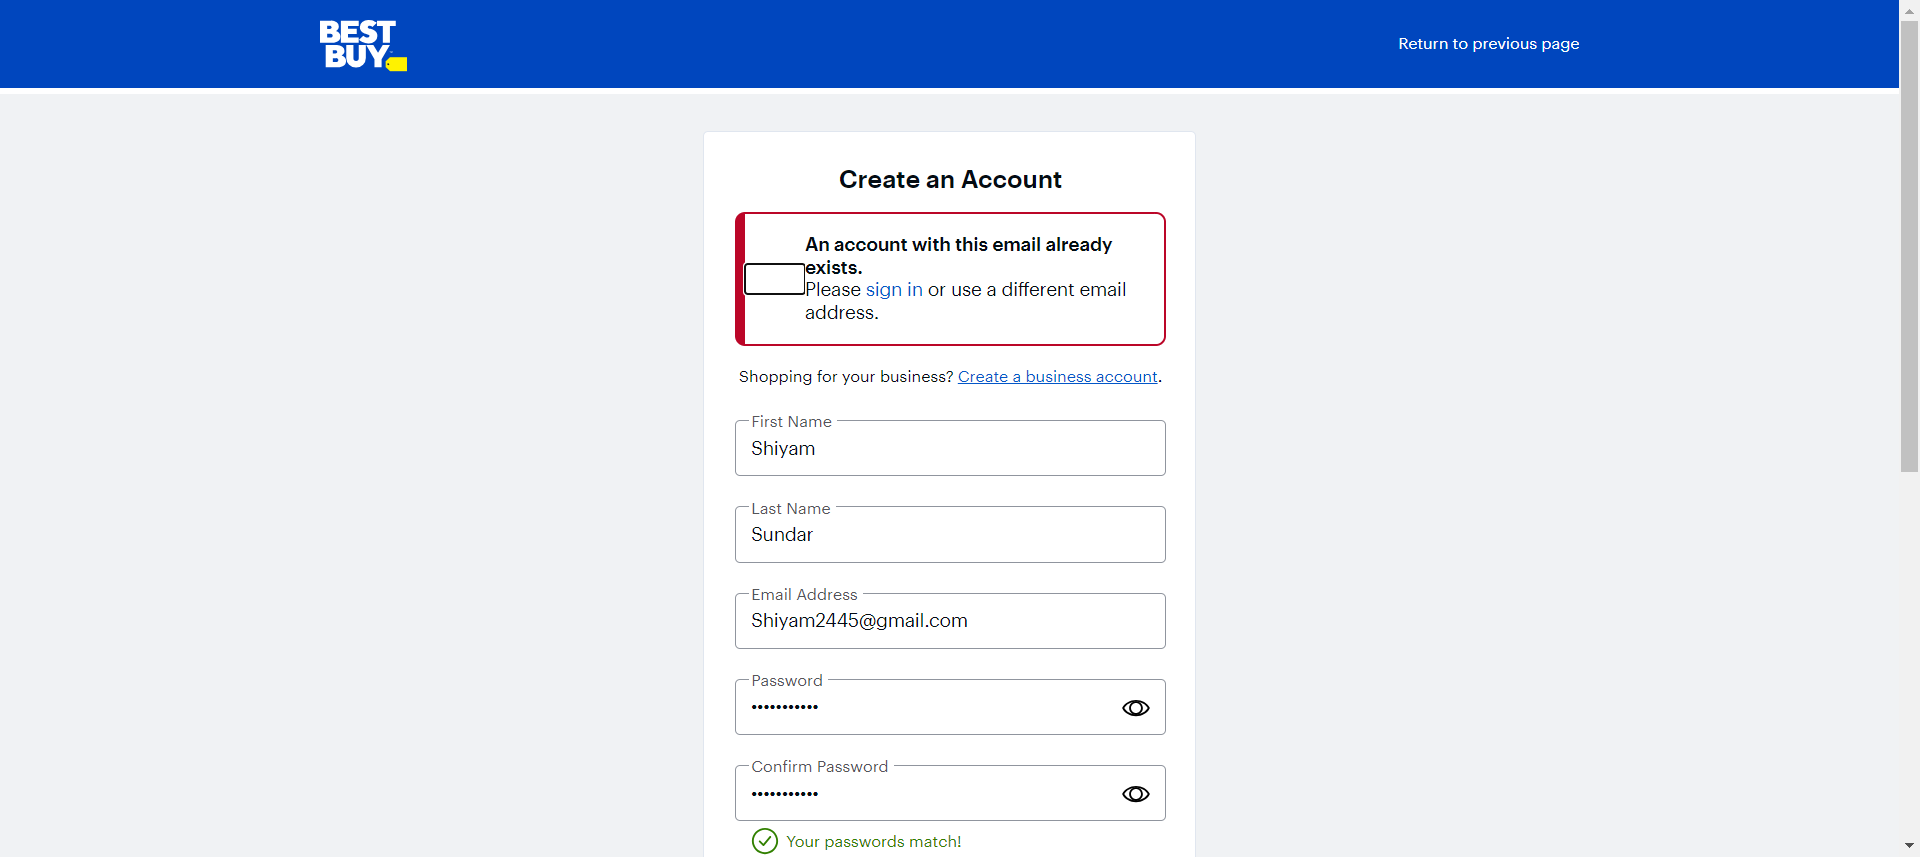 BEST
BUY
Return to previous page
Create an Account
An account with this email already
exists.
Please sign in or use a different email
address.
Shopping for your business? Create a business account.
First Name
Shiyam
Last Name
Sundar
Email Address
Shiyam2445@gmail.com
Password
•••••••••••
Confirm Password
•••••••••••
Your passwords match!